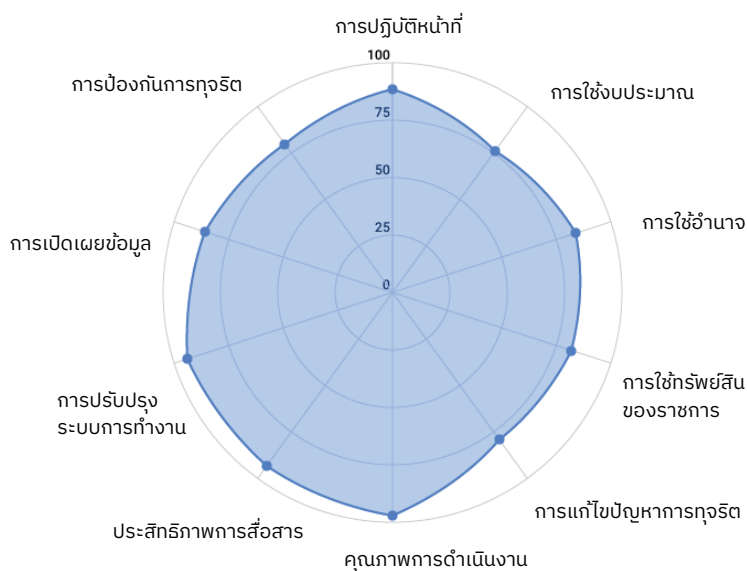 การปฏิบัติหน้าที่
100
การป้องกันการทุจริต
การใช้งบประมาณ
75
50
การใช้อำนาจ
25
การเปิดเผยข้อมูล
0
การใช้ทรัพย์สิน
ของราชการ
การปรับปรุง
ระบบการทำงาน
การแก้ไขปัญหาการทุจริต
ประสิทธิภาพการสื่อสาร
คุณภาพการดำเนินงาน